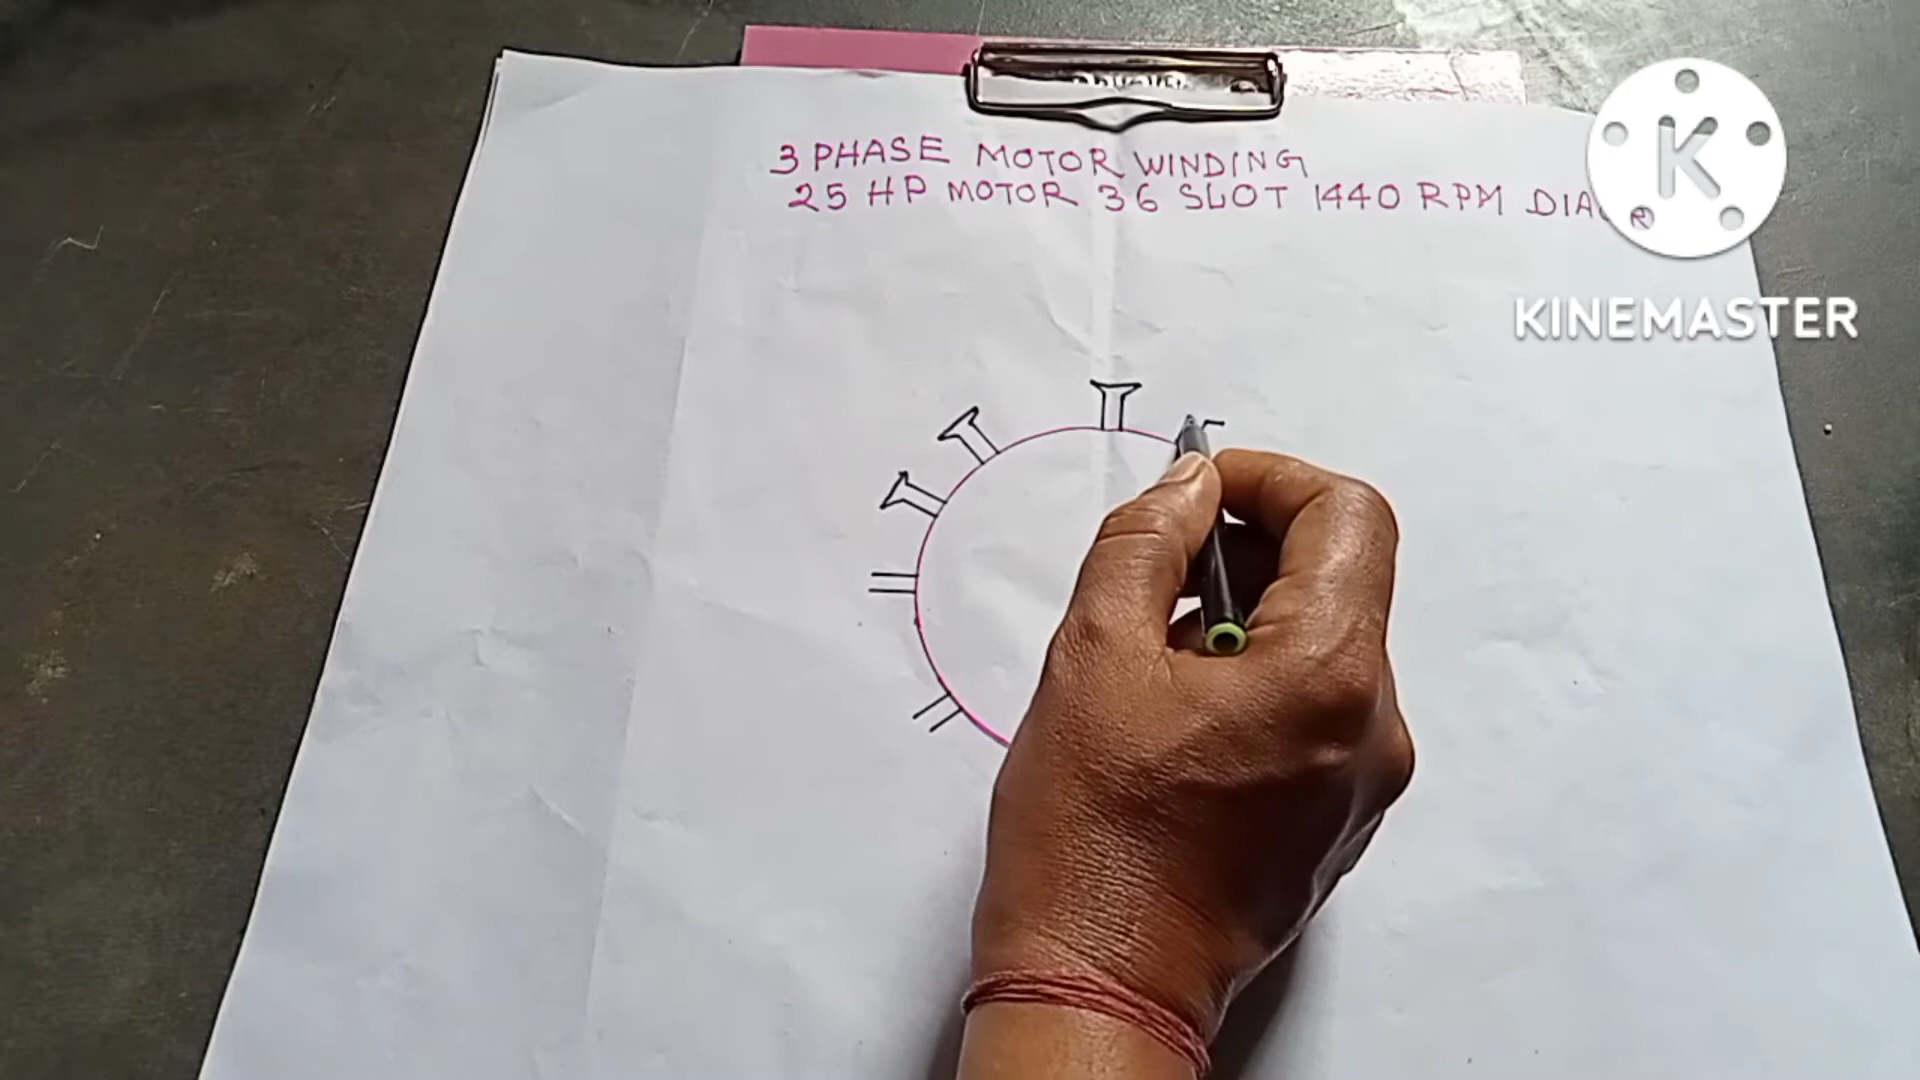 3 PHASE MOTOR WINDING
25 HP MOTOR 36 SLOT 1440 RPM
K
KINEMASTER